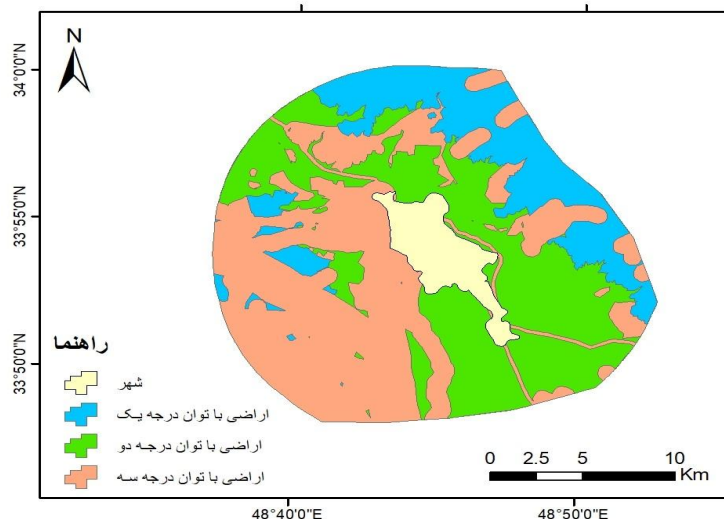 N
34°0'0"N
33°55'0"N
33°50'0"N
راهنما
شهر
اراضی با توان درجه یک
اراضی با توان درجه دو
اراضی با توان درجه سه
0 2.5 5 10
Km
48°40'0"E 48°50'0"E